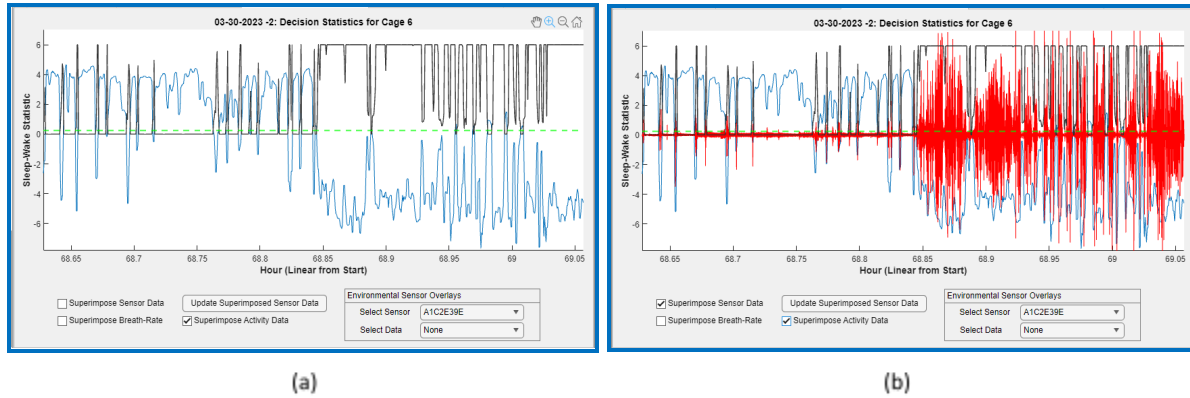 03-30-2023 -2: Decision Statistics for Cage 6
6
4
2
0
-2
-4
-6
Sleep-Wake Statistic
68.65 68.7 68.75 68.8 68.85 68.9 68.95 69 69.05
Hour (Linear from Start)
Superimpose Sensor Data
Update Superimposed Sensor Data
Superimpose Breath-Rate
Superimpose Activity Data
Environmental Sensor Overlays
Select Sensor A1C2E39E
Select Data None
(a)
03-30-2023 -2: Decision Statistics for Cage 6
6
4
2
0
-2
-4
-6
Sleep-Wake Statistic
68.65 68.7 68.75 68.8 68.85 68.9 68.95 69 69.05
Hour (Linear from Start)
Superimpose Sensor Data
Update Superimposed Sensor Data
Superimpose Breath-Rate
Superimpose Activity Data
Environmental Sensor Overlays
Select Sensor A1C2E39E
Select Data None
(b)